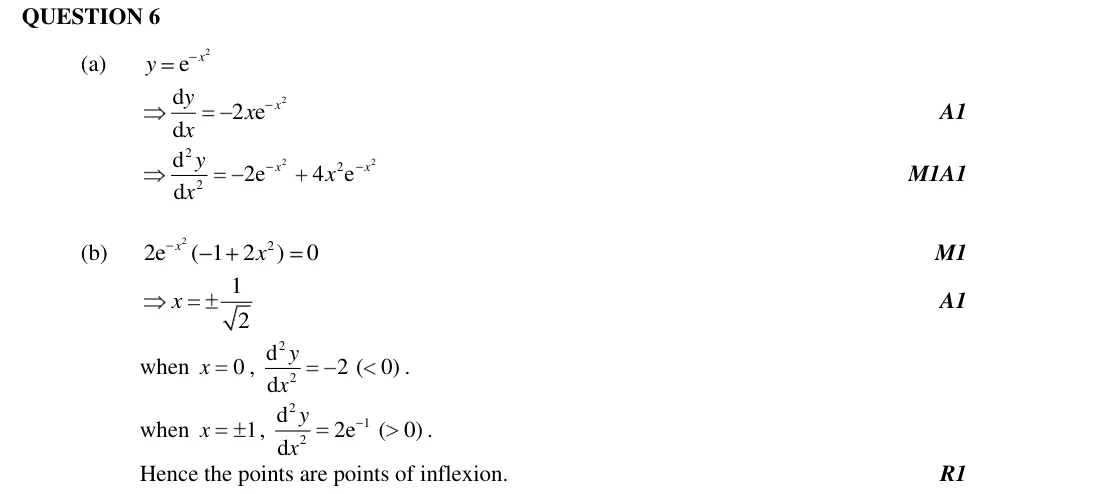 QUESTION 6
(a) y = e^{-x^2}
⇒ dy/dx = -2xe^{-x^2} A1
⇒ d^2y/dx^2 = -2e^{-x^2} + 4x^2e^{-x^2} M1A1
(b) 2e^{-x^2}(-1 + 2x^2) = 0 M1
⇒ x = ± 1/√2 A1
when x = 0, d^2y/dx^2 = -2 (< 0).
when x = ±1, d^2y/dx^2 = 2e^{-1} (> 0).
Hence the points are points of inflexion. R1